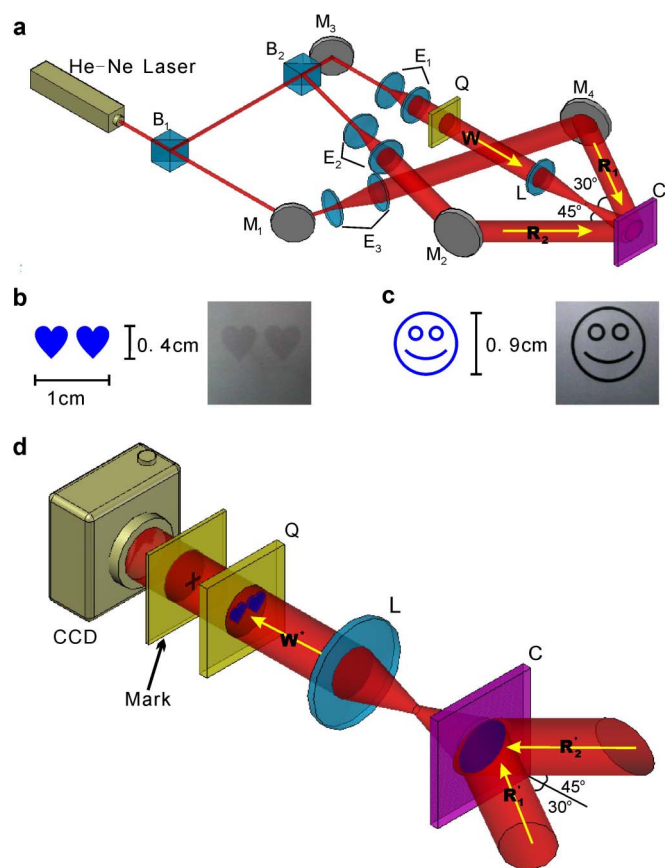 a
He-Ne Laser
B1
B2
M3
E1
Q
W
M4
R1
30°
L
45°
C
E2
M1
E3
M2
R2
b
0. 4cm
1cm
c
0. 9cm
d
Q
L
W*
C
CCD
Mark
R2*
R1*
45°
30°